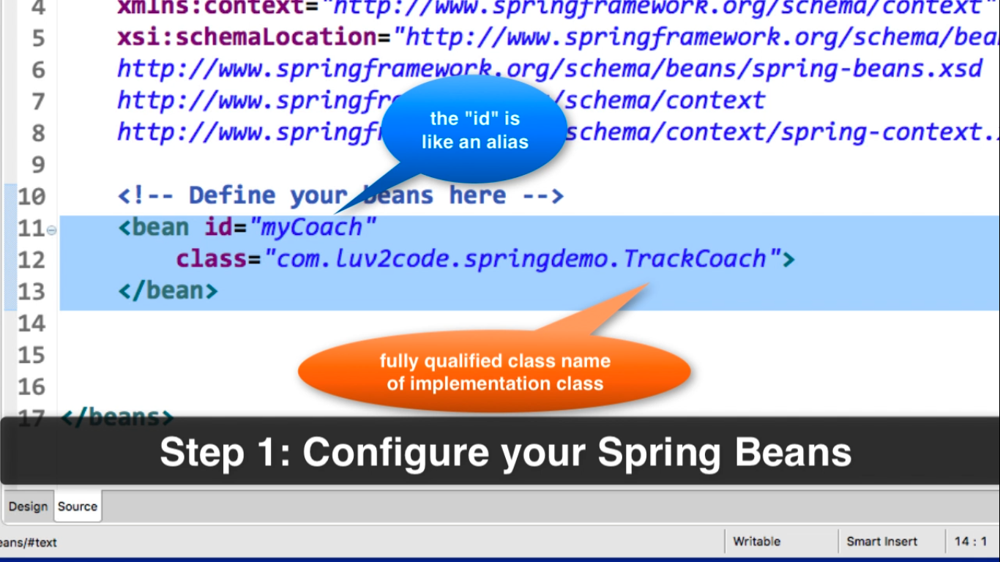 4 xmlns:context="http://www.springframework.org/schema/context"
5 xsi:schemaLocation="http://www.springframework.org/schema/bea
6 http://www.springframework.org/schema/beans/spring-beans.xsd
7 http://www.springf /schema/context
8 http://www.springf schema/context/spring-context.
9
the "id" is
like an alias
10 <!-- Define your beans here -->
11 <bean id="myCoach"
12 class="com.luv2code.springdemo.TrackCoach">
13 </bean>
14
15
16
fully qualified class name
of implementation class
17 </beans>
Step 1: Configure your Spring Beans
Design Source
eans/#text Writable Smart Insert 14 : 1